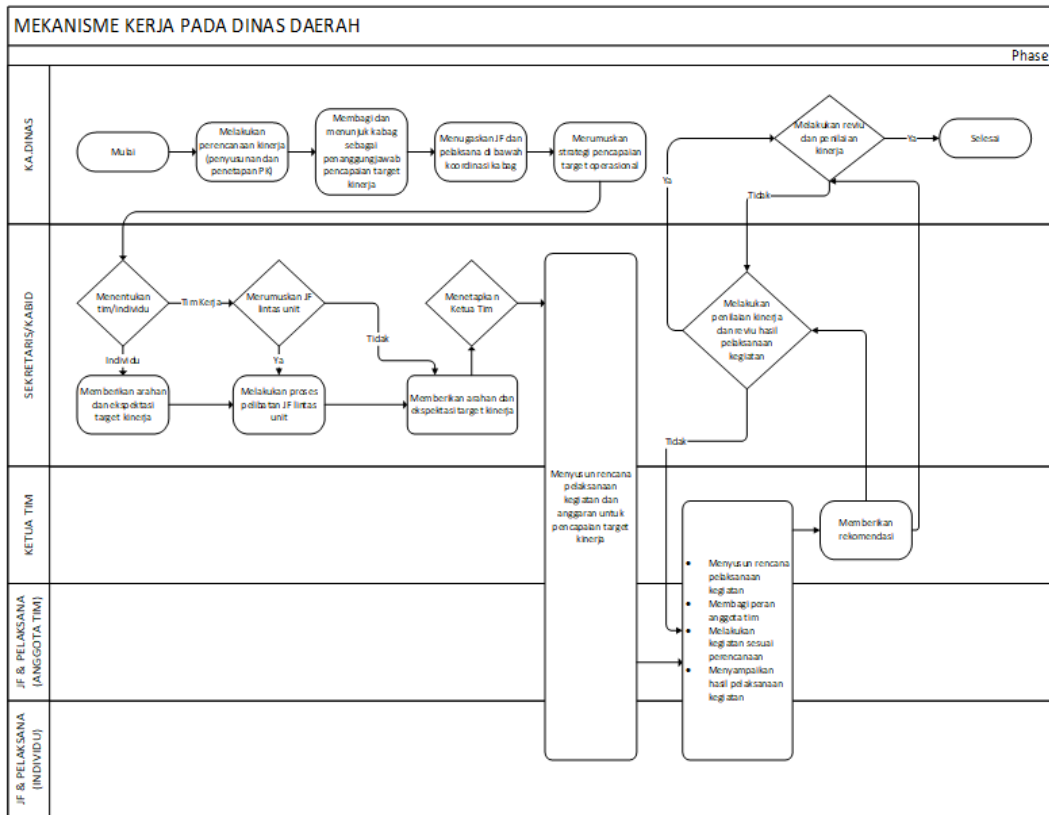 MEKANISME KERJA PADA DINAS DAERAH
Phase
KA.DINAS
Mulai
Melakukan
perencanaan kinerja
(penyusunan dan
penetapan PK)
Membagi dan
menunjuk kabag
sebagai
penanggungjawab
pencapaian target
kinerja
Menugaskan JF dan
pelaksana di bawah
koordinasi kabag
Merumuskan
strategi pencapaian
target operasional
Melakukan reviu
dan penilaian
kinerja
Ya
Selesai
Ya
Tidak
SEKRETARIS/KABID
Menentukan
tim/individu
Tim Kerja
Merumuskan JF
lintas unit
Tidak
Menetapkan
Ketua Tim
Melakukan
penilaian kinerja
dan reviu hasil
pelaksanaan
kegiatan
Individu
Ya
Memberikan arahan
dan ekspektasi
target kinerja
Melakukan proses
pelibatan JF lintas
unit
Memberikan arahan dan
ekspektasi target kinerja
Tidak
KETUA TIM
Menyusun rencana
pelaksanaan
kegiatan dan
anggaran untuk
pencapaian target
kinerja
Memberikan
rekomendasi
• Menyusun rencana
pelaksanaan
kegiatan
• Membagi peran
anggota tim
• Melakukan
kegiatan sesuai
perencanaan
• Menyampaikan
hasil pelaksanaan
kegiatan
JF & PELAKSANA
(ANGGOTA TIM)
JF & PELAKSANA
(INDIVIDU)